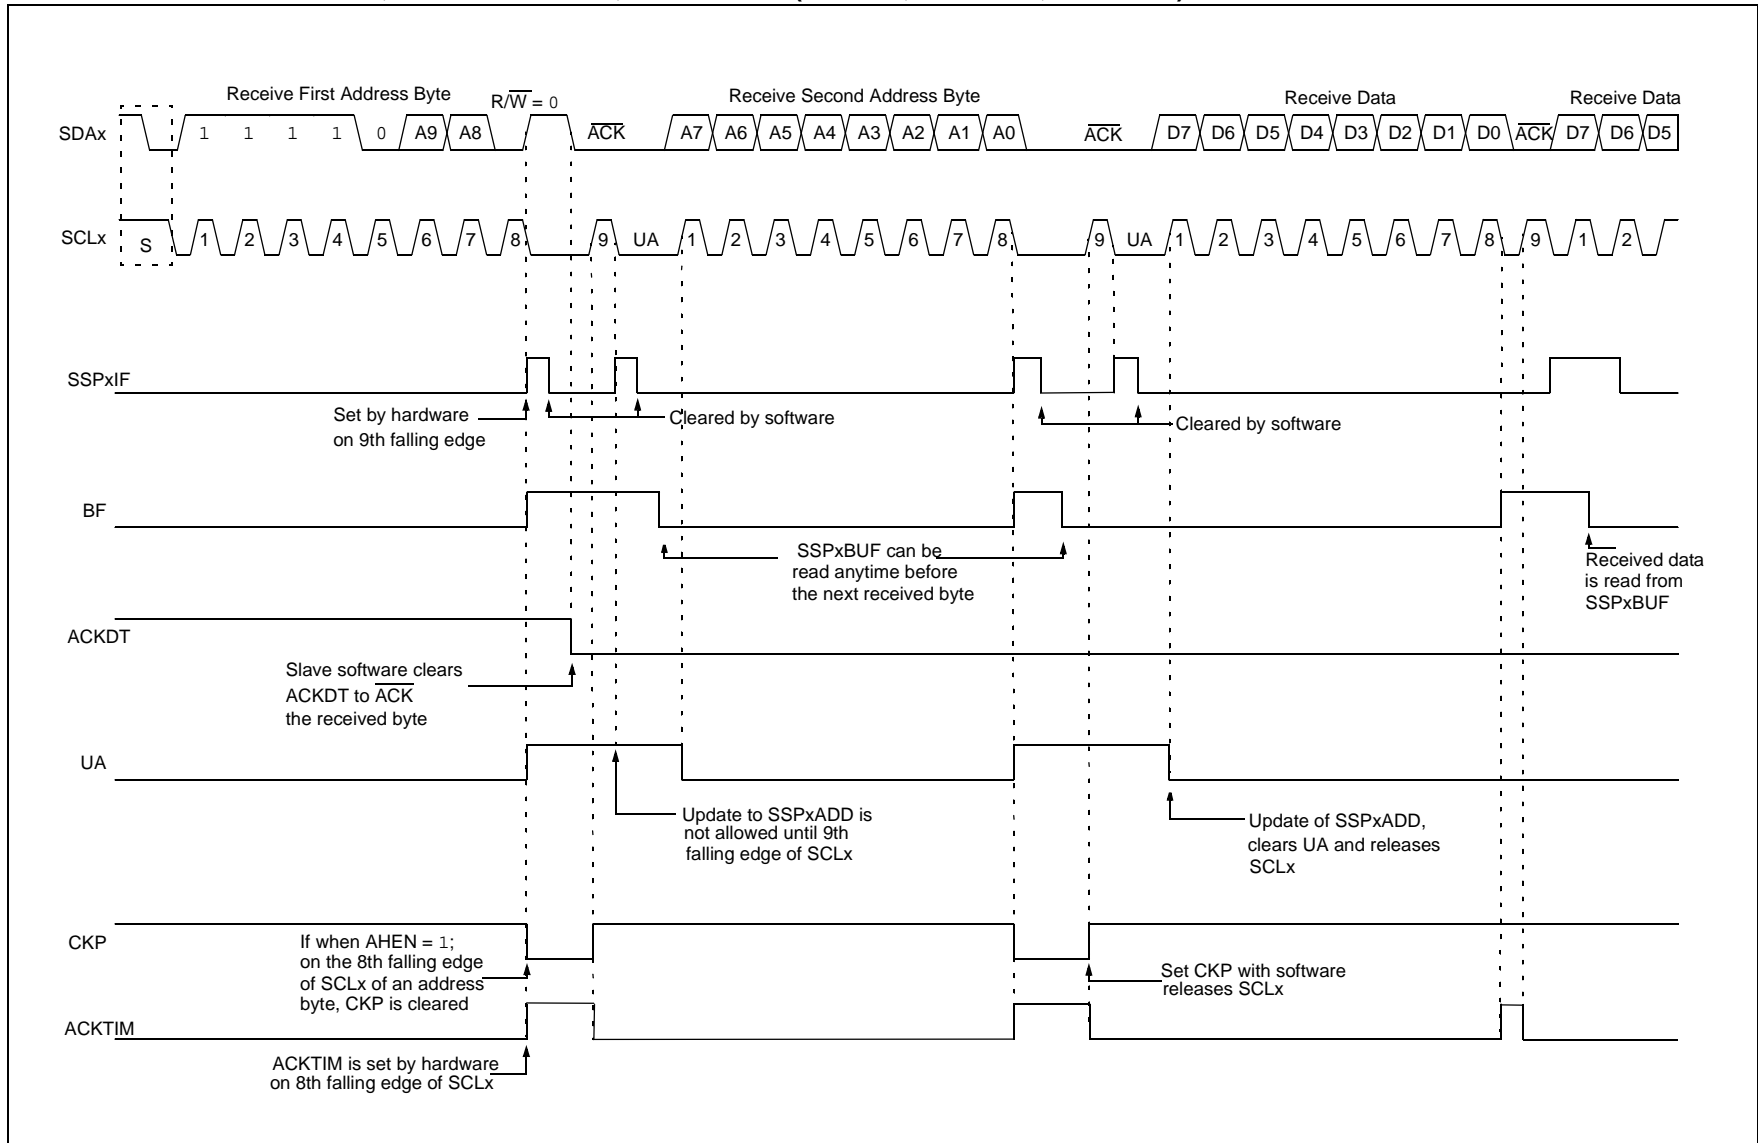 Receive First Address Byte
R/W = 0
Receive Second Address Byte
Receive Data
Receive Data
SDAx
1 1 1 1 0 A9 A8
ACK
A7 A6 A5 A4 A3 A2 A1 A0
ACK
D7 D6 D5 D4 D3 D2 D1 D0
ACK
D7 D6 D5
SCLx
S
1 2 3 4 5 6 7 8 9 UA 1 2 3 4 5 6 7 8 9 UA 1 2 3 4 5 6 7 8 9 1 2
SSPxIF
Set by hardware
on 9th falling edge
Cleared by software
Cleared by software
BF
SSPxBUF can be
read anytime before
the next received byte
Received data
is read from
SSPxBUF
ACKDT
Slave software clears
ACKDT to ACK
the received byte
UA
Update to SSPxADD is
not allowed until 9th
falling edge of SCLx
Update of SSPxADD,
clears UA and releases
SCLx
CKP
If when AHEN = 1;
on the 8th falling edge
of SCLx of an address
byte, CKP is cleared
Set CKP with software
releases SCLx
ACKTIM
ACKTIM is set by hardware
on 8th falling edge of SCLx